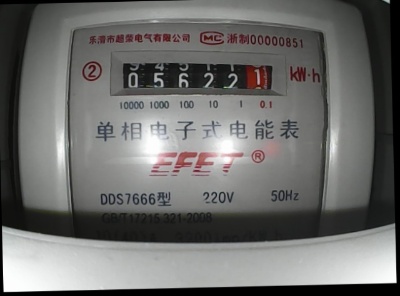 乐清市超荣电气有限公司 MC 浙制00000851
② 056221 kW·h
10000 1000 100 10 1 0.1
单相电子式电能表
EFET ®
DDS7666型 220V 50Hz
GB/T17215.321-2008